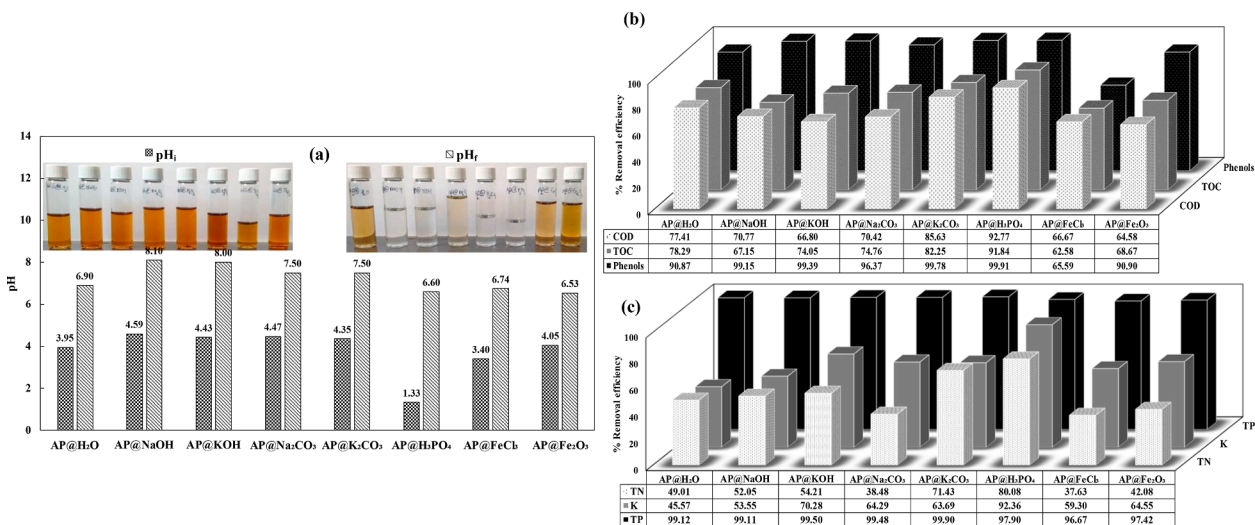 (a)
pHᵢ
pH_f
14
12
10
8
6
4
2
0
pH
3.95
6.90
4.59
8.10
4.43
8.00
4.47
7.50
4.35
7.50
1.33
6.60
3.40
6.74
4.05
6.53
AP@H₂O AP@NaOH AP@KOH AP@Na₂CO₃ AP@K₂CO₃ AP@H₃PO₄ AP@FeCl₃ AP@Fe₂O₃
(b)
% Removal efficiency
100
80
60
40
20
0
Phenols
TOC
COD
AP@H₂O AP@NaOH AP@KOH AP@Na₂CO₃ AP@K₂CO₃ AP@H₃PO₄ AP@FeCl₃ AP@Fe₂O₃
COD 77.41 70.77 66.80 70.42 85.63 92.77 66.67 64.58
TOC 78.29 67.15 74.05 74.76 82.25 91.84 62.58 68.67
Phenols 90.87 99.15 99.39 96.37 99.78 99.91 65.59 90.90
(c)
% Removal efficiency
100
80
60
40
20
0
TP
K
TN
AP@H₂O AP@NaOH AP@KOH AP@Na₂CO₃ AP@K₂CO₃ AP@H₃PO₄ AP@FeCl₃ AP@Fe₂O₃
TN 49.01 52.05 54.21 38.48 71.43 80.08 37.63 42.08
K 45.57 53.55 70.28 64.29 63.69 92.36 59.30 64.55
TP 99.12 99.11 99.50 99.48 99.90 97.90 96.67 97.42